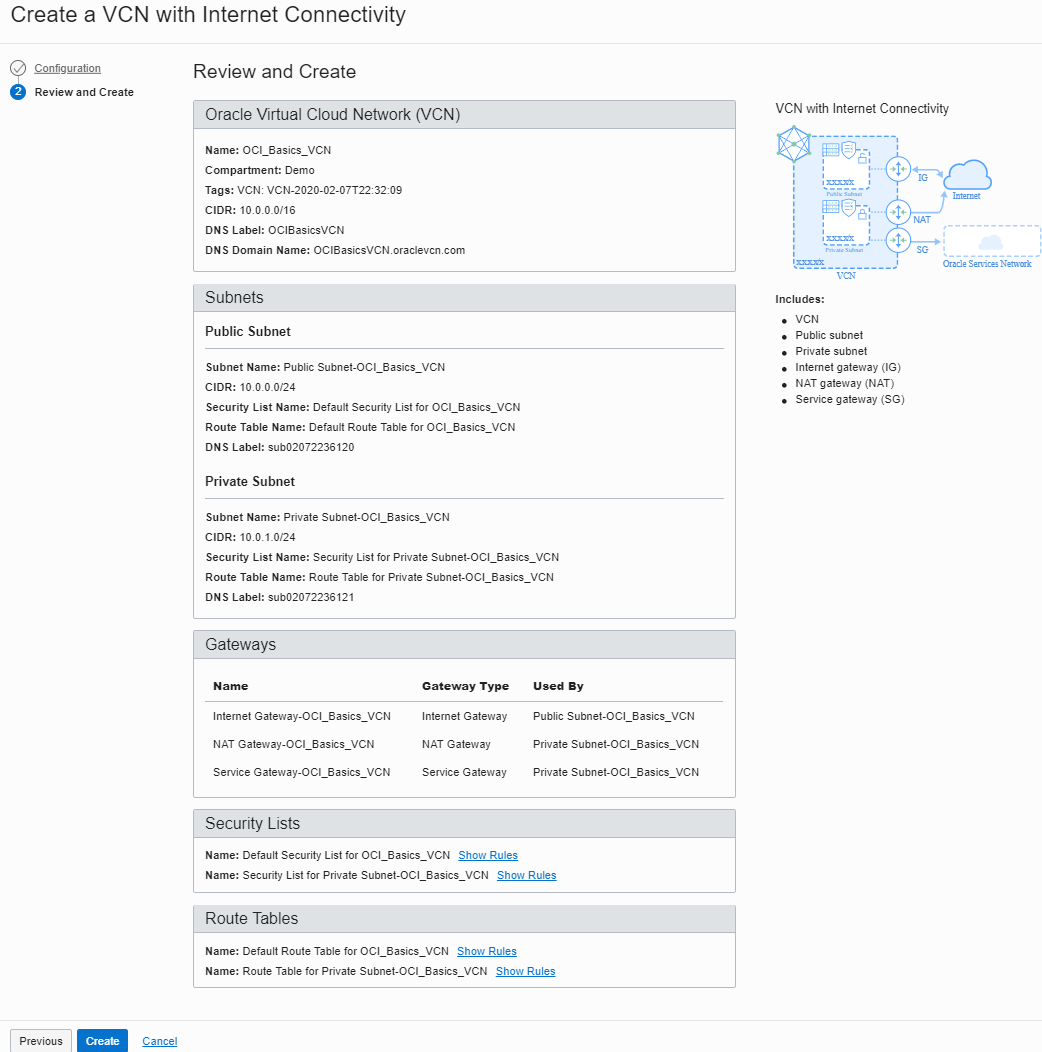 Create a VCN with Internet Connectivity
Configuration
2 Review and Create
Review and Create
Oracle Virtual Cloud Network (VCN)
Name: OCI_Basics_VCN
Compartment: Demo
Tags: VCN: VCN-2020-02-07T22:32:09
CIDR: 10.0.0.0/16
DNS Label: OCIBasicsVCN
DNS Domain Name: OCIBasicsVCN.oraclevcn.com
Subnets
Public Subnet
Subnet Name: Public Subnet-OCI_Basics_VCN
CIDR: 10.0.0.0/24
Security List Name: Default Security List for OCI_Basics_VCN
Route Table Name: Default Route Table for OCI_Basics_VCN
DNS Label: sub02072236120
Private Subnet
Subnet Name: Private Subnet-OCI_Basics_VCN
CIDR: 10.0.1.0/24
Security List Name: Security List for Private Subnet-OCI_Basics_VCN
Route Table Name: Route Table for Private Subnet-OCI_Basics_VCN
DNS Label: sub02072236121
Gateways
Name Gateway Type Used By
Internet Gateway-OCI_Basics_VCN Internet Gateway Public Subnet-OCI_Basics_VCN
NAT Gateway-OCI_Basics_VCN NAT Gateway Private Subnet-OCI_Basics_VCN
Service Gateway-OCI_Basics_VCN Service Gateway Private Subnet-OCI_Basics_VCN
Security Lists
Name: Default Security List for OCI_Basics_VCN Show Rules
Name: Security List for Private Subnet-OCI_Basics_VCN Show Rules
Route Tables
Name: Default Route Table for OCI_Basics_VCN Show Rules
Name: Route Table for Private Subnet-OCI_Basics_VCN Show Rules
VCN with Internet Connectivity
xxxx/x
Public Subnet
IG
Internet
NAT
xxxx/x
Private Subnet
SG
xxxx/x
Oracle Services Network
VCN
Includes:
VCN
Public subnet
Private subnet
Internet gateway (IG)
NAT gateway (NAT)
Service gateway (SG)
Previous Create Cancel